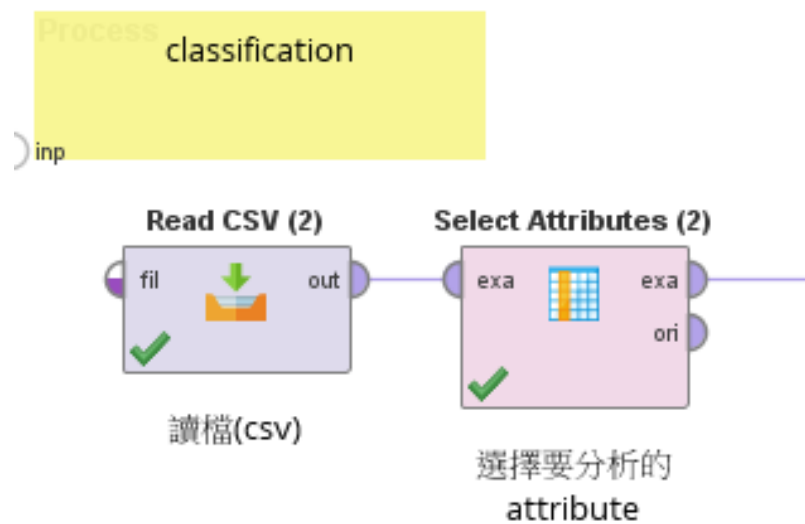 Process
classification
inp
Read CSV (2)
Select Attributes (2)
fil
out
exa
exa
ori
讀檔(csv)
選擇要分析的
attribute